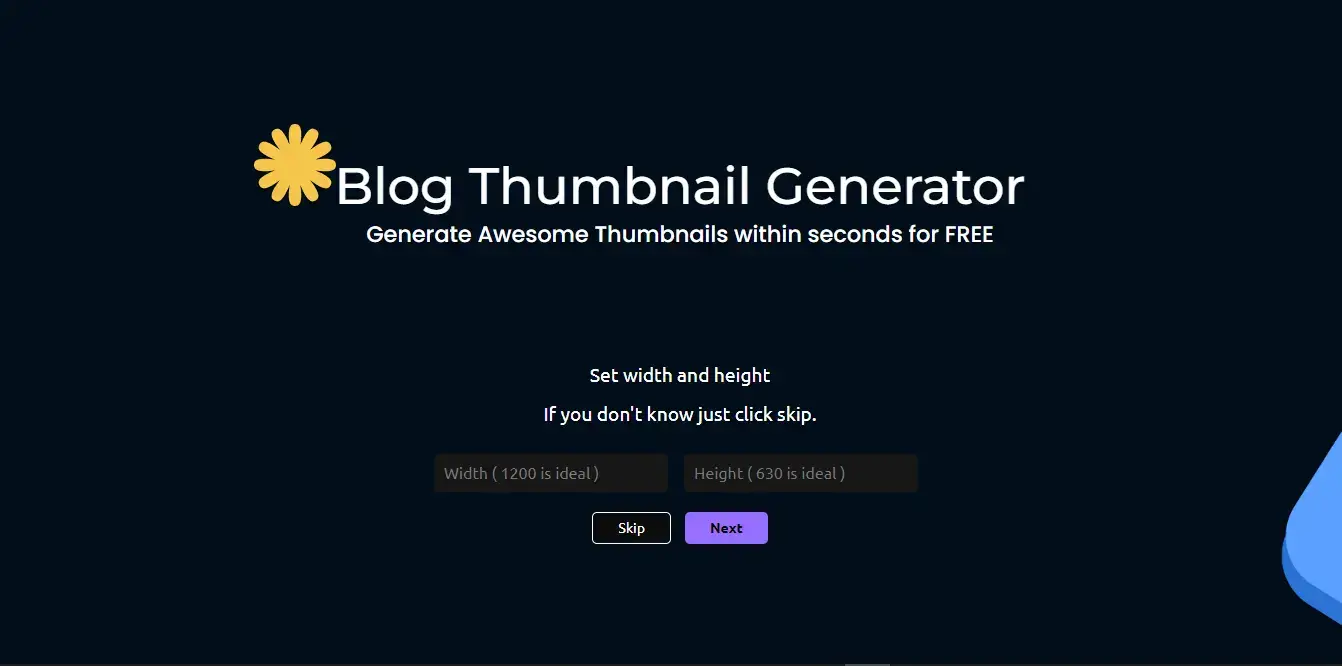 Blog Thumbnail Generator
Generate Awesome Thumbnails within seconds for FREE
Set width and height
If you don't know just click skip.
Width ( 1200 is ideal )
Height ( 630 is ideal )
Skip
Next